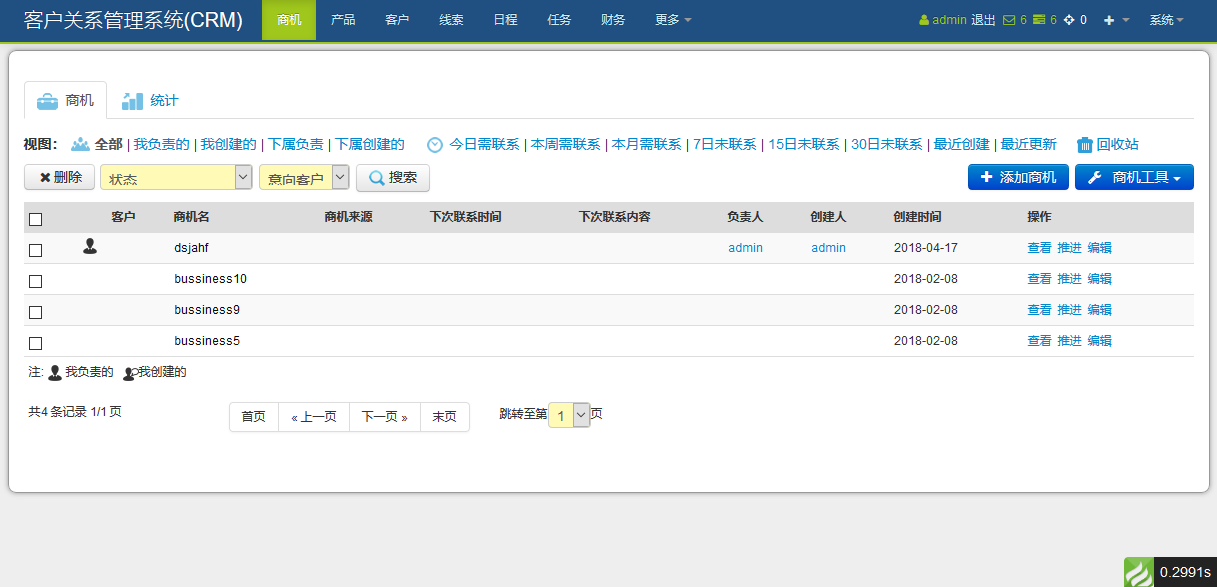 客户关系管理系统(CRM) 商机 产品 客户 线索 日程 任务 财务 更多 admin 退出 6 6 0 系统
商机 统计
视图： 全部 | 我负责的 | 我创建的 | 下属负责 | 下属创建的 今日需联系 | 本周需联系 | 本月需联系 | 7日未联系 | 15日未联系 | 30日未联系 | 最近创建 | 最近更新 回收站
删除 状态 意向客户 搜索 添加商机 商机工具
客户 商机名 商机来源 下次联系时间 下次联系内容 负责人 创建人 创建时间 操作
dsjahf admin admin 2018-04-17 查看 推进 编辑
bussiness10 2018-02-08 查看 推进 编辑
bussiness9 2018-02-08 查看 推进 编辑
bussiness5 2018-02-08 查看 推进 编辑
注: 我负责的 我创建的
共4 条记录 1/1 页 首页 « 上一页 下一页 » 末页 跳转至第 1 页
0.2991s